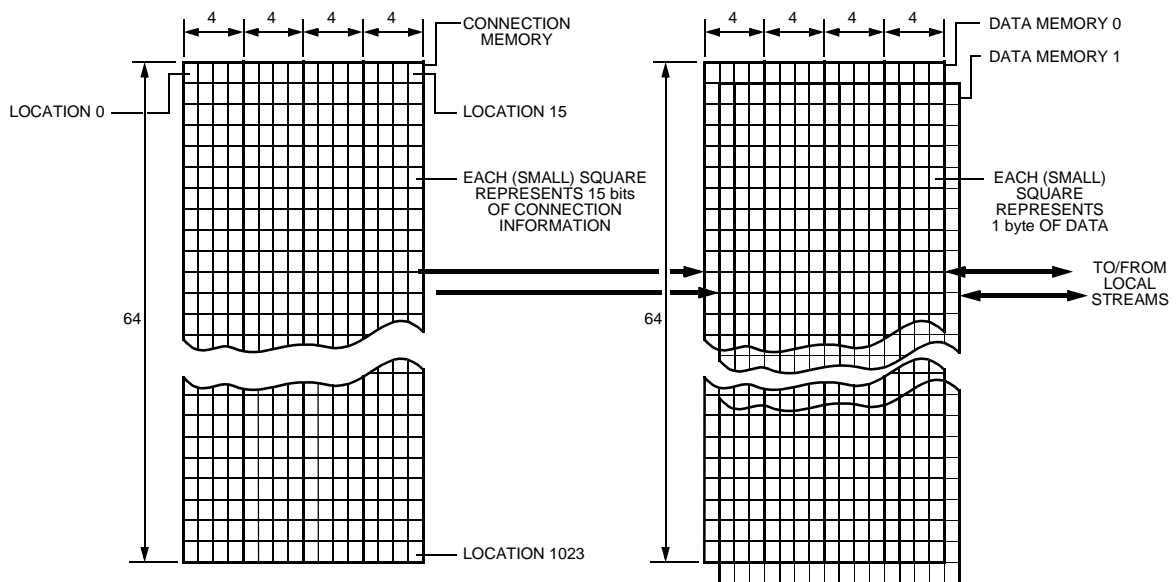 4 4 4 4
CONNECTION
MEMORY
LOCATION 0
LOCATION 15
EACH (SMALL) SQUARE
REPRESENTS 15 bits
OF CONNECTION
INFORMATION
64
LOCATION 1023
4 4 4 4
DATA MEMORY 0
DATA MEMORY 1
EACH (SMALL)
SQUARE
REPRESENTS
1 byte OF DATA
TO/FROM
LOCAL
STREAMS
64